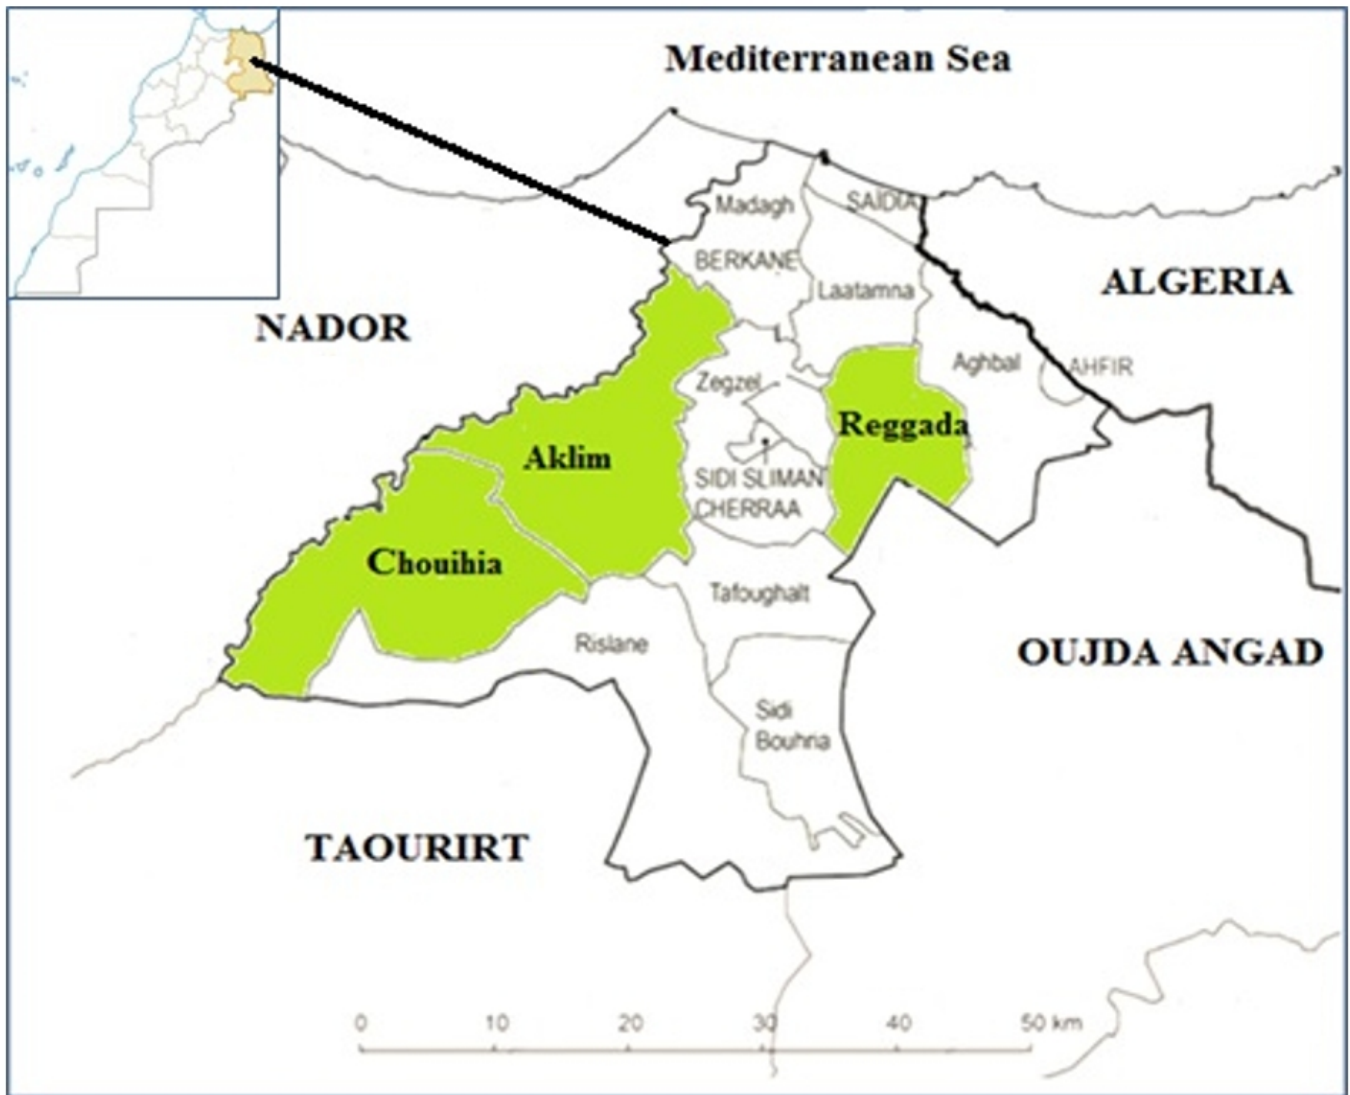 Mediterranean Sea
Madagh
SAÏDIA
BERKANE
ALGERIA
Laatamna
NADOR
Aghbal
AHFIR
Zegzel
Reggada
Aklim
SIDI SLIMAN
CHERRAA
Chouihia
Tafoughalt
Rislane
OUJDA ANGAD
Sidi
Bouhria
TAOURIRT
0 10 20 30 40 50 km